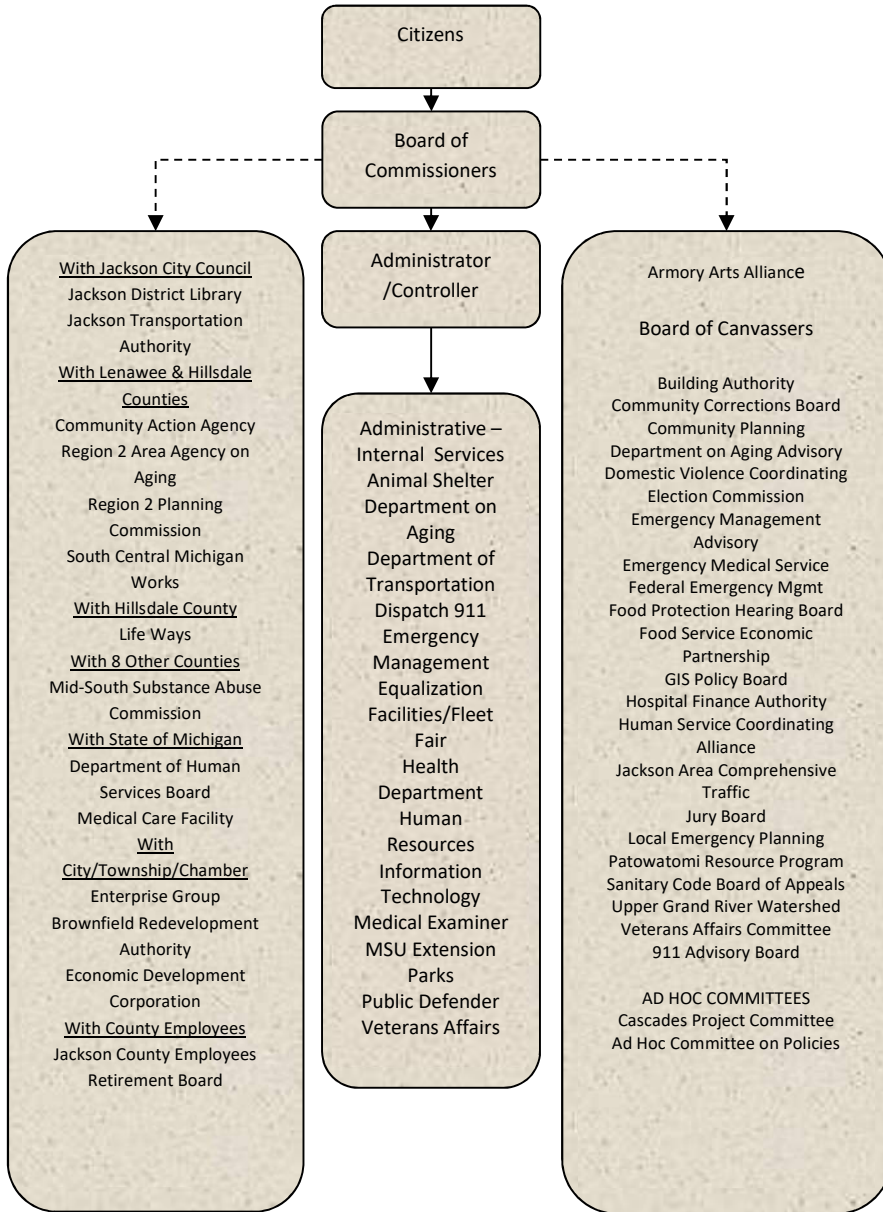 Citizens
Board of
Commissioners
Administrator
/Controller
With Jackson City Council
Jackson District Library
Jackson Transportation
Authority
With Lenawee & Hillsdale
Counties
Community Action Agency
Region 2 Area Agency on
Aging
Region 2 Planning
Commission
South Central Michigan
Works
With Hillsdale County
Life Ways
With 8 Other Counties
Mid-South Substance Abuse
Commission
With State of Michigan
Department of Human
Services Board
Medical Care Facility
With
City/Township/Chamber
Enterprise Group
Brownfield Redevelopment
Authority
Economic Development
Corporation
With County Employees
Jackson County Employees
Retirement Board
Administrative –
Internal Services
Animal Shelter
Department on
Aging
Department of
Transportation
Dispatch 911
Emergency
Management
Equalization
Facilities/Fleet
Fair
Health
Department
Human
Resources
Information
Technology
Medical Examiner
MSU Extension
Parks
Public Defender
Veterans Affairs
Armory Arts Alliance
Board of Canvassers
Building Authority
Community Corrections Board
Community Planning
Department on Aging Advisory
Domestic Violence Coordinating
Election Commission
Emergency Management
Advisory
Emergency Medical Service
Federal Emergency Mgmt
Food Protection Hearing Board
Food Service Economic
Partnership
GIS Policy Board
Hospital Finance Authority
Human Service Coordinating
Alliance
Jackson Area Comprehensive
Traffic
Jury Board
Local Emergency Planning
Patowatomi Resource Program
Sanitary Code Board of Appeals
Upper Grand River Watershed
Veterans Affairs Committee
911 Advisory Board
AD HOC COMMITTEES
Cascades Project Committee
Ad Hoc Committee on Policies